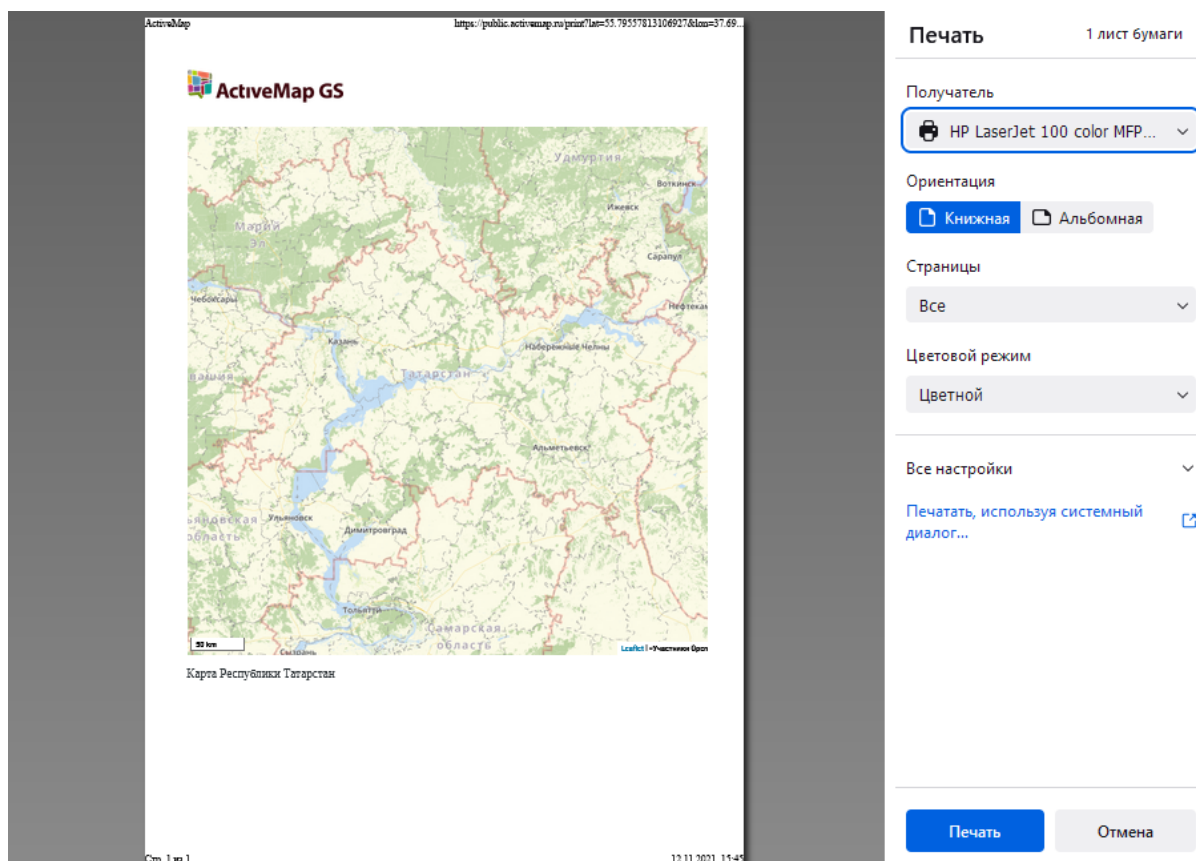 ActiveMap
https://public.activemap.ru/print?lat=55.79557813106927&lon=37.69...
ActiveMap GS
Удмуртия
Воткинск
Ижевск
Марий
Эл
Сарапул
Чебоксары
Нефтекам
Казань
Набережные Челны
Татарстан
вашия
Альметьевск
Ульяновск
ьяновская
область
Димитровград
Тольятти
Самарская
область
50 km
Сызрань
Leaflet | «Участники Open
Карта Республики Татарстан
Стр. 1 из 1
12.11.2021, 15:45
Печать
1 лист бумаги
Получатель
HP LaserJet 100 color MFP...
Ориентация
Книжная
Альбомная
Страницы
Все
Цветовой режим
Цветной
Все настройки
Печатать, используя системный
диалог...
Печать
Отмена